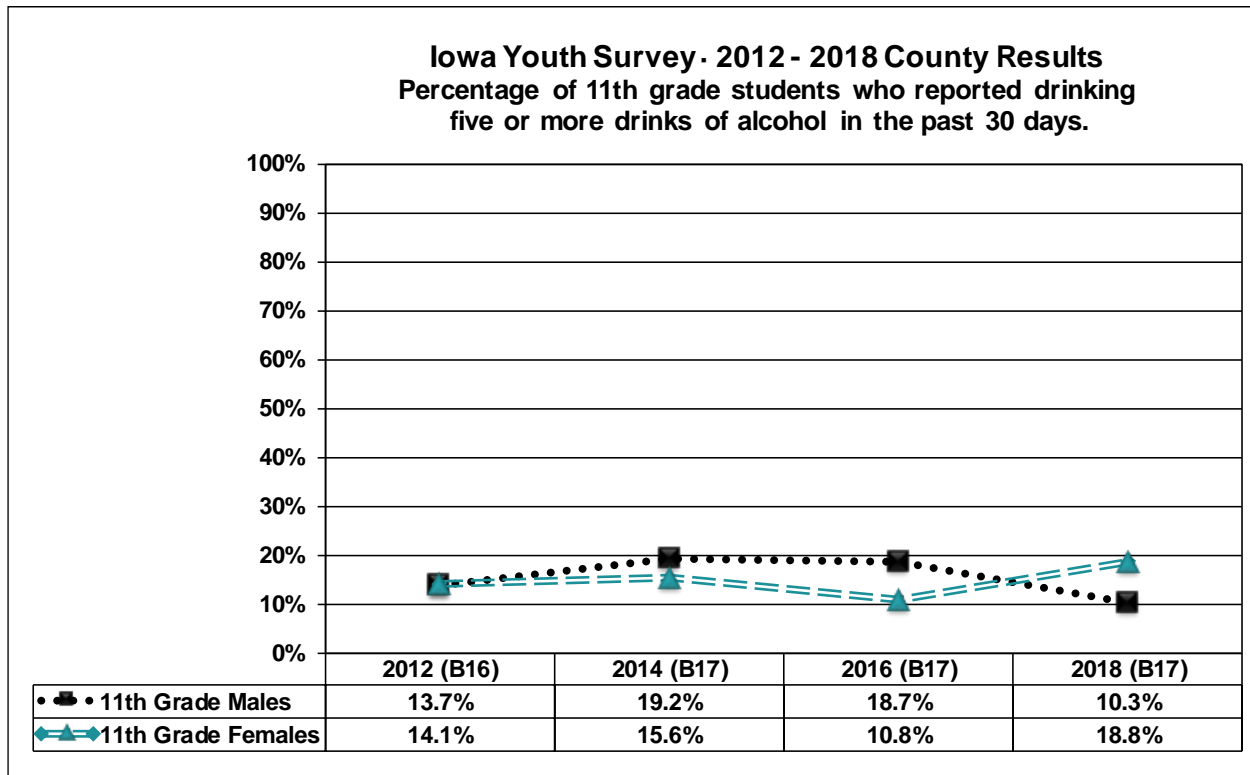 Iowa Youth Survey · 2012 - 2018 County Results
Percentage of 11th grade students who reported drinking
five or more drinks of alcohol in the past 30 days.
100%
90%
80%
70%
60%
50%
40%
30%
20%
10%
0%
2012 (B16) 2014 (B17) 2016 (B17) 2018 (B17)
11th Grade Males 13.7% 19.2% 18.7% 10.3%
11th Grade Females 14.1% 15.6% 10.8% 18.8%